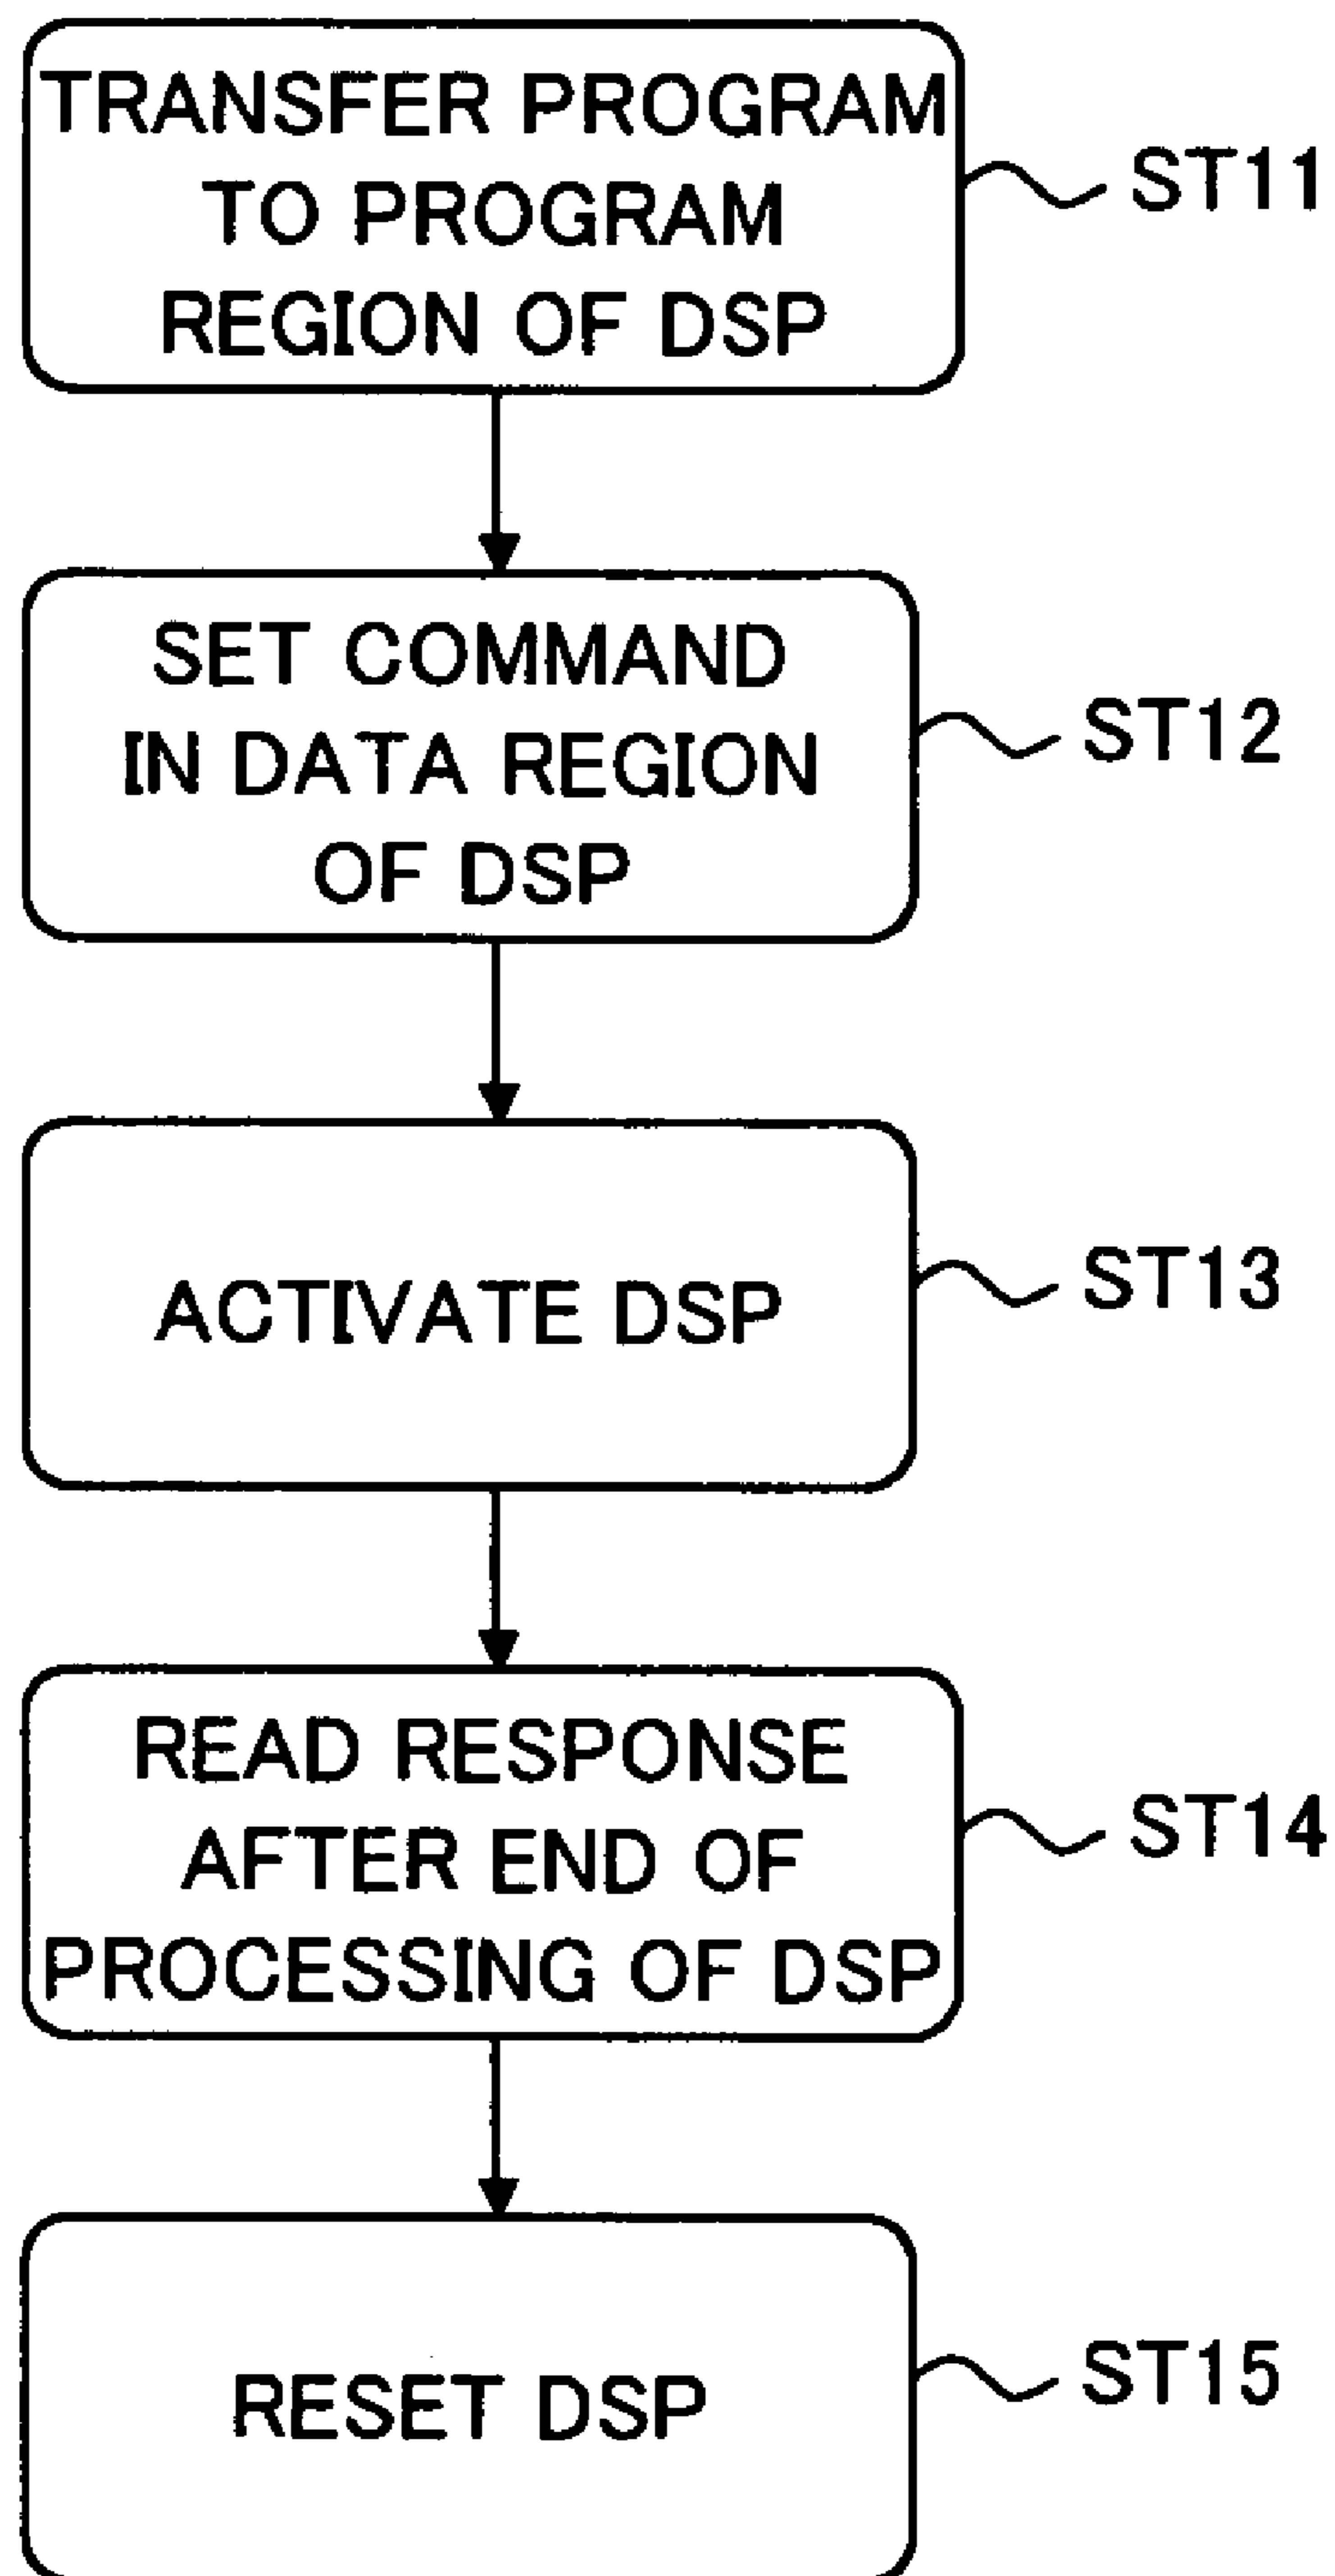 TRANSFER PROGRAM
TO PROGRAM
REGION OF DSP
ST11
SET COMMAND
IN DATA REGION
OF DSP
ST12
ACTIVATE DSP
ST13
READ RESPONSE
AFTER END OF
PROCESSING OF DSP
ST14
RESET DSP
ST15